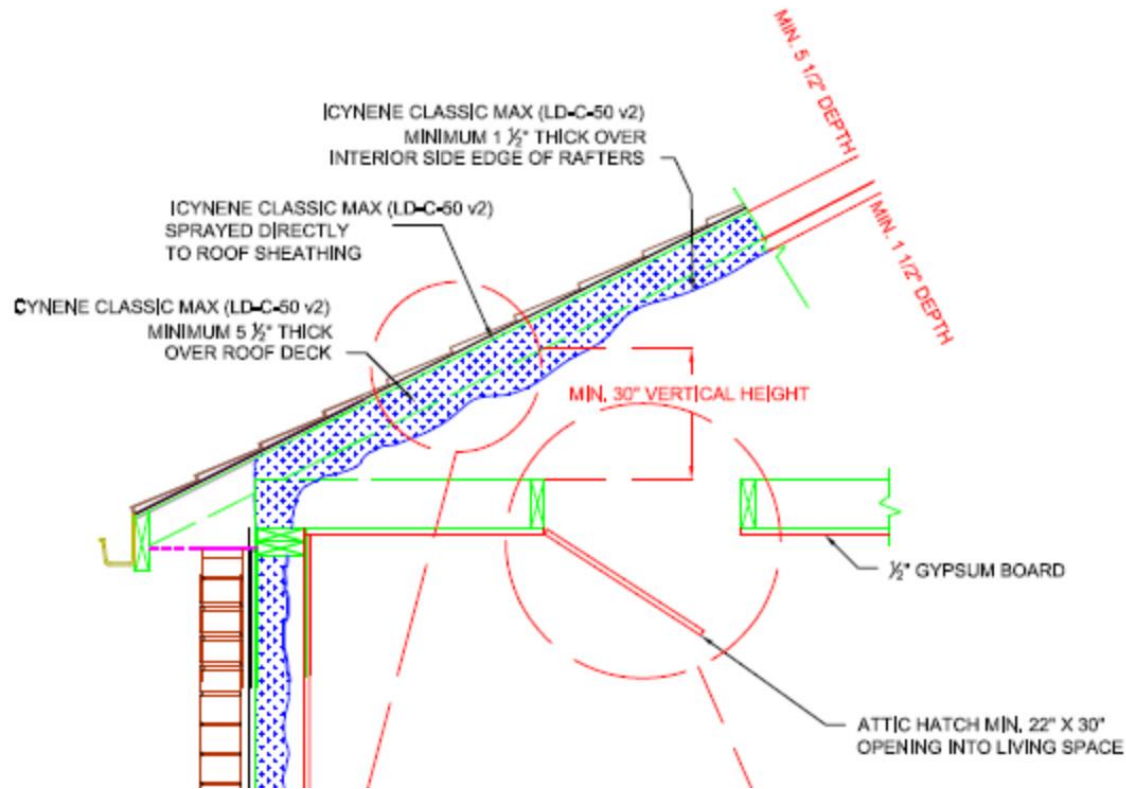 MIN. 5 1/2" DEPTH
ICYNENE CLASSIC MAX (LD-C-50 v2)
MINIMUM 1 ½" THICK OVER
INTERIOR SIDE EDGE OF RAFTERS
ICYNENE CLASSIC MAX (LD-C-50 v2)
SPRAYED DIRECTLY
TO ROOF SHEATHING
MIN. 1 1/2" DEPTH
CYNENE CLASSIC MAX (LD-C-50 v2)
MINIMUM 5 ½" THICK
OVER ROOF DECK
MIN. 30" VERTICAL HEIGHT
½" GYPSUM BOARD
ATTIC HATCH MIN. 22" X 30"
OPENING INTO LIVING SPACE